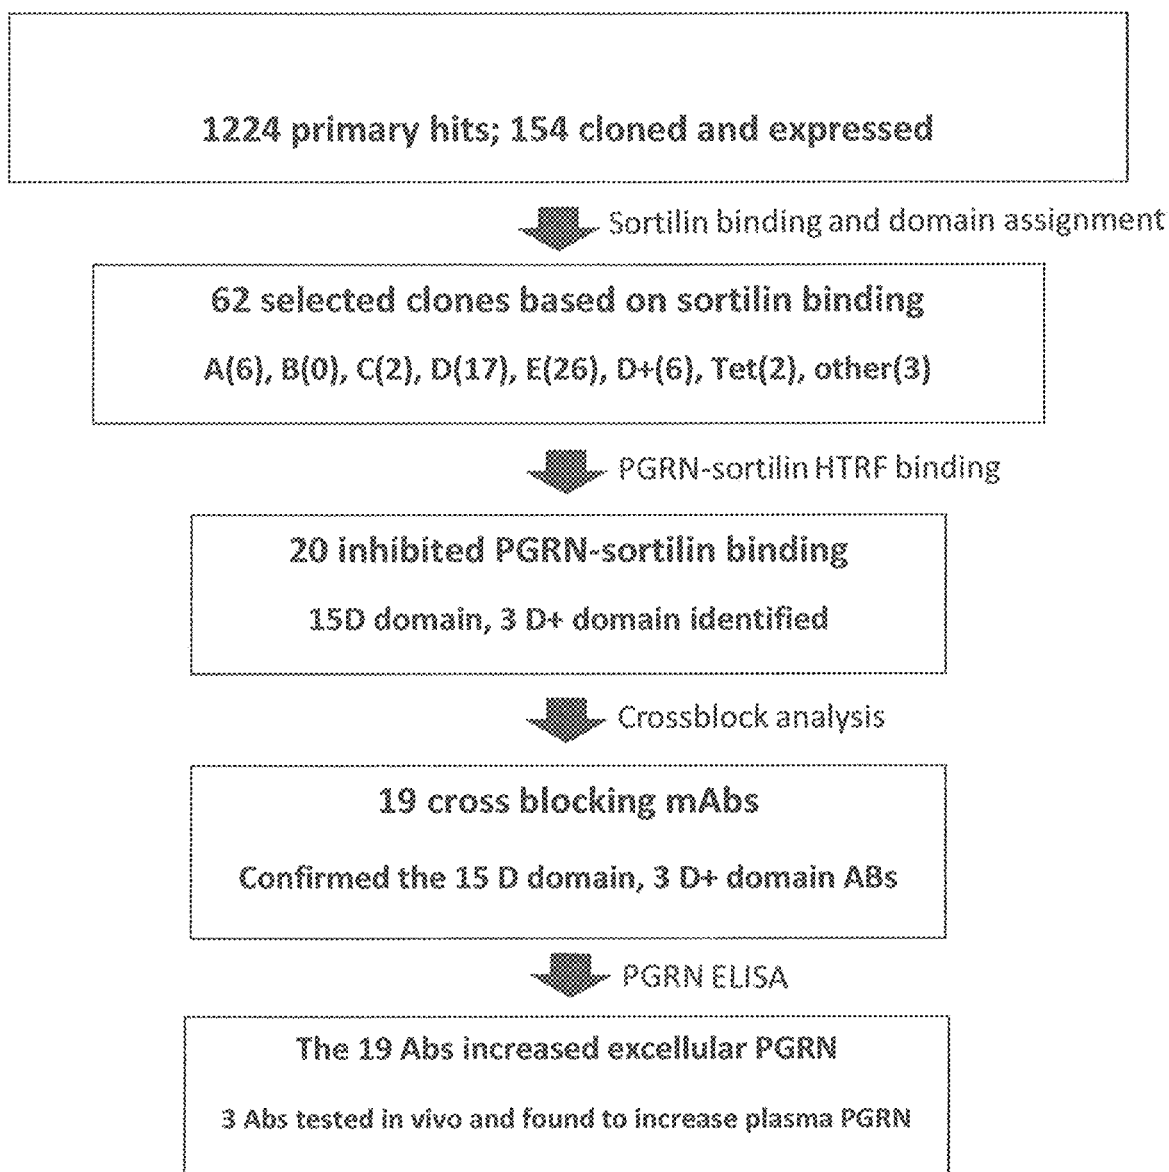 1224 primary hits; 154 cloned and expressed
Sortilin binding and domain assignment
62 selected clones based on sortilin binding
A(6), B(0), C(2), D(17), E(26), D+(6), Tet(2), other(3)
PGRN-sortilin HTRF binding
20 inhibited PGRN-sortilin binding
15D domain, 3 D+ domain identified
Crossblock analysis
19 cross blocking mAbs
Confirmed the 15 D domain, 3 D+ domain ABs
PGRN ELISA
The 19 Abs increased excellular PGRN
3 Abs tested in vivo and found to increase plasma PGRN